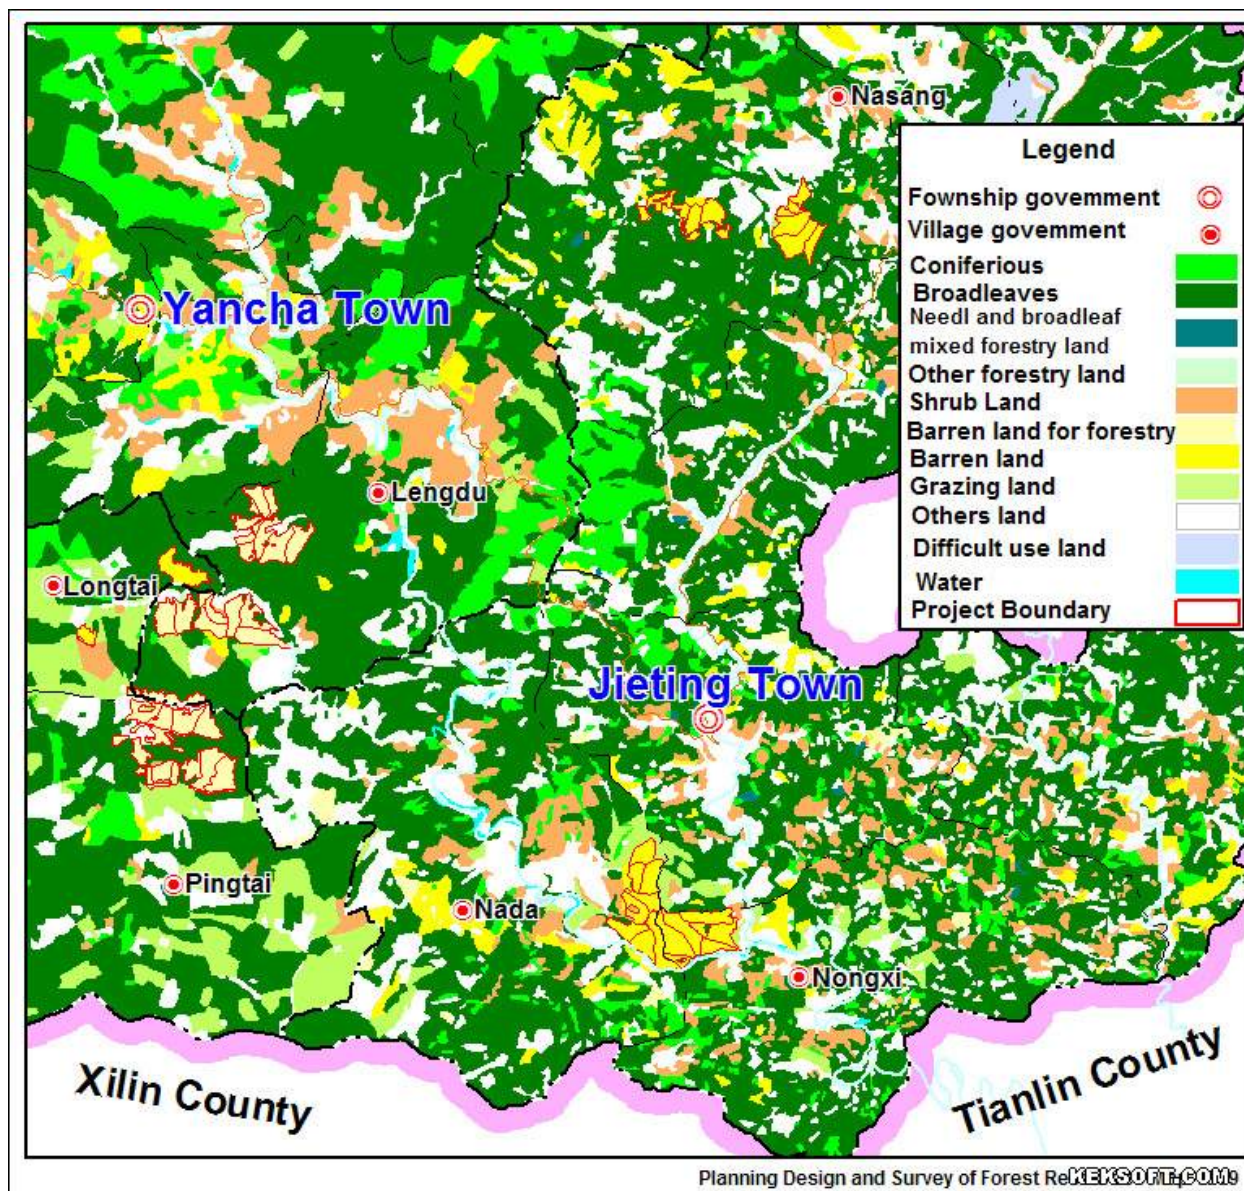 Nasang
Legend
Fownship govemment
Village govemment
Coniferious
Broadleaves
Needl and broadleaf
mixed forestry land
Other forestry land
Shrub Land
Barren land for forestry
Barren land
Grazing land
Others land
Difficult use land
Water
Project Boundary
Yancha Town
Lengdu
Longtai
Jieting Town
Pingtai
Nada
Nongxi
Xilin County
Tianlin County
Planning Design and Survey of Forest
KEKSOFT.COM